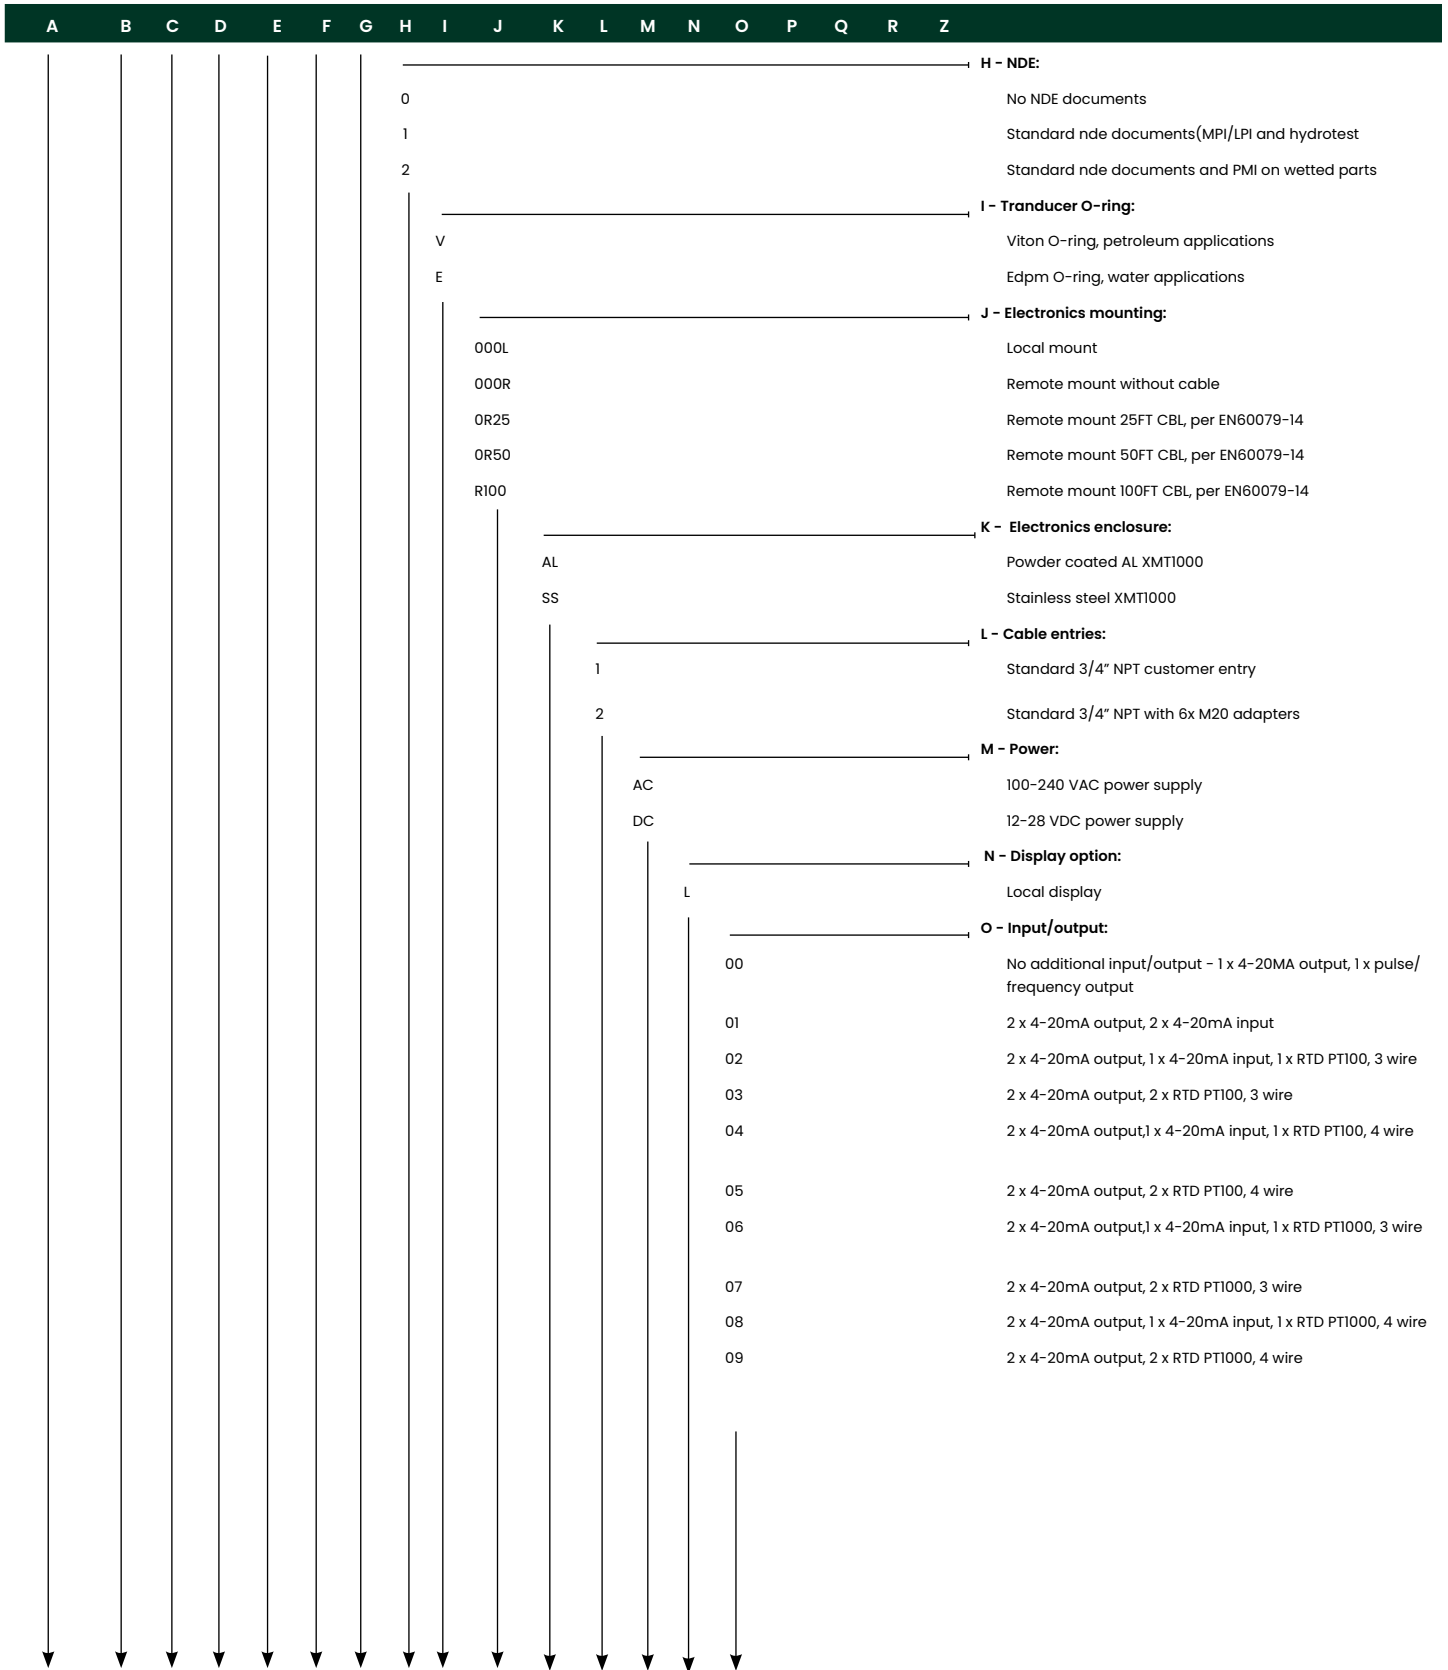 A B C D E F G H I J K L M N O P Q R Z
H - NDE:
0 No NDE documents
1 Standard nde documents(MPI/LPI and hydrotest
2 Standard nde documents and PMI on wetted parts
I - Tranducer O-ring:
V Viton O-ring, petroleum applications
E Edpm O-ring, water applications
J - Electronics mounting:
000L Local mount
000R Remote mount without cable
0R25 Remote mount 25FT CBL, per EN60079-14
0R50 Remote mount 50FT CBL, per EN60079-14
R100 Remote mount 100FT CBL, per EN60079-14
K - Electronics enclosure:
AL Powder coated AL XMT1000
SS Stainless steel XMT1000
L - Cable entries:
1 Standard 3/4” NPT customer entry
2 Standard 3/4” NPT with 6x M20 adapters
M - Power:
AC 100-240 VAC power supply
DC 12-28 VDC power supply
N - Display option:
L Local display
O - Input/output:
00 No additional input/output - 1 x 4-20MA output, 1 x pulse/
frequency output
01 2 x 4-20mA output, 2 x 4-20mA input
02 2 x 4-20mA output, 1 x 4-20mA input, 1 x RTD PT100, 3 wire
03 2 x 4-20mA output, 2 x RTD PT100, 3 wire
04 2 x 4-20mA output,1 x 4-20mA input, 1 x RTD PT100, 4 wire
05 2 x 4-20mA output, 2 x RTD PT100, 4 wire
06 2 x 4-20mA output,1 x 4-20mA input, 1 x RTD PT1000, 3 wire
07 2 x 4-20mA output, 2 x RTD PT1000, 3 wire
08 2 x 4-20mA output, 1 x 4-20mA input, 1 x RTD PT1000, 4 wire
09 2 x 4-20mA output, 2 x RTD PT1000, 4 wire